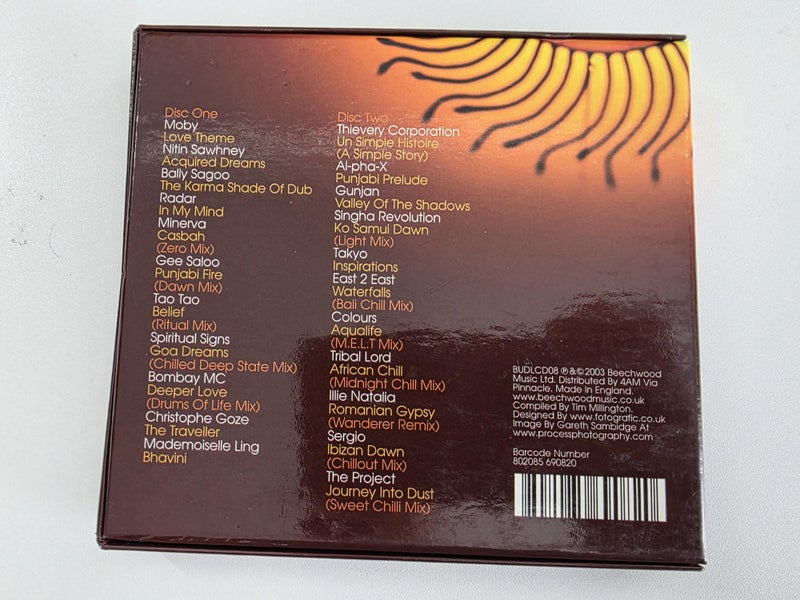 Disc One
Moby
Love Theme
Nitin Sawhney
Acquired Dreams
Bally Sagoo
The Karma Shade Of Dub
Radar
In My Mind
Minerva
Casbah
(Zero Mix)
Gee Saloo
Punjabi Fire
(Dawn Mix)
Tao Tao
Belief
(Ritual Mix)
Spiritual Signs
Goa Dreams
(Chilled Deep State Mix)
Bombay MC
Deeper Love
(Drums Of Life Mix)
Christophe Goze
The Traveller
Mademoiselle Ling
Bhavini
Disc Two
Thievery Corporation
Un Simple Histoire
(A Simple Story)
Al-pha-X
Punjabi Prelude
Gunjan
Valley Of The Shadows
Singha Revolution
Ko Samui Dawn
(Light Mix)
Takyo
Inspirations
East 2 East
Waterfalls
(Bali Chill Mix)
Colours
Aqualife
(M.E.L.T Mix)
Tribal Lord
African Chill
(Midnight Chill Mix)
Illie Natalia
Romanian Gypsy
(Wanderer Remix)
Sergio
Ibizan Dawn
(Chillout Mix)
The Project
Journey Into Dust
(Sweet Chilli Mix)
BUDLCD08 ℗&© 2003 Beechwood
Music Ltd. Distributed By 4AM Via
Pinnacle. Made In England.
www.beechwoodmusic.co.uk
Compiled By Tim Millington.
Designed By www.fotografic.co.uk
Image By Gareth Sambidge At
www.processphotography.com
Barcode Number
802085 690820